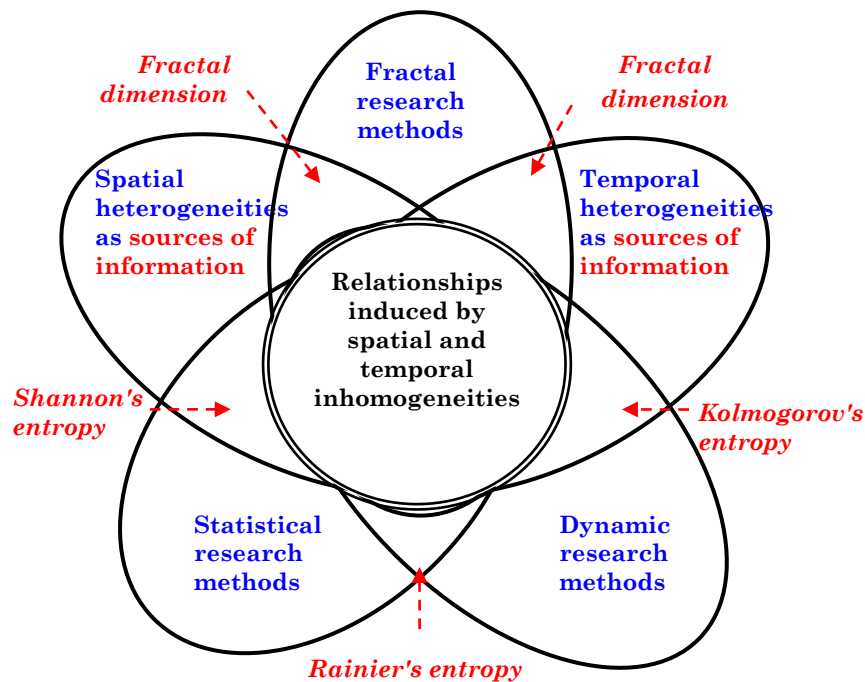 Fractal
dimension
Fractal
research
methods
Fractal
dimension
Spatial
heterogeneities
as sources of
information
Temporal
heterogeneities
as sources of
information
Relationships
induced by
spatial and
temporal
inhomogeneities
Shannon's
entropy
Kolmogorov's
entropy
Statistical
research
methods
Dynamic
research
methods
Rainier's entropy